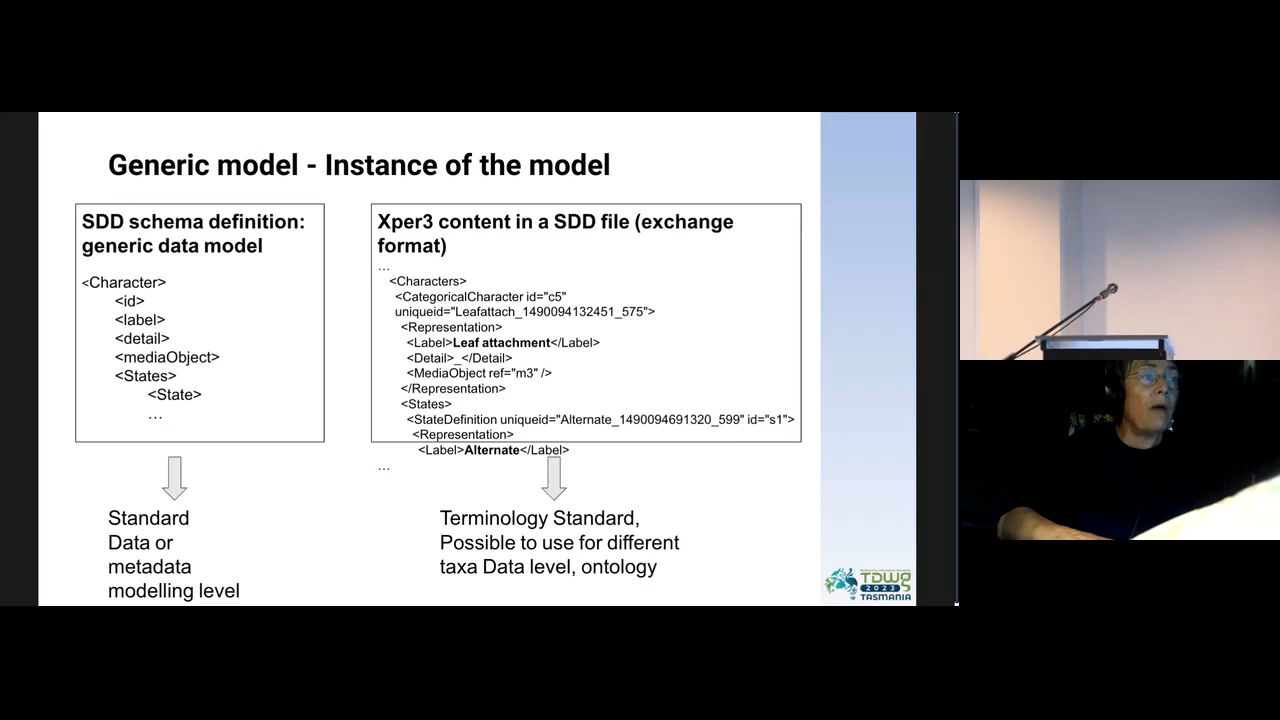 Generic model - Instance of the model
SDD schema definition:
generic data model
<Character>
<id>
<label>
<detail>
<mediaObject>
<States>
<State>
…
Xper3 content in a SDD file (exchange
format)
…
<Characters>
<CategoricalCharacter id="c5"
uniqueid="Leafattach_1490094132451_575">
<Representation>
<Label>Leaf attachment</Label>
<Detail>_</Detail>
<MediaObject ref="m3" />
</Representation>
<States>
<StateDefinition uniqueid="Alternate_1490094691320_599" id="s1">
<Representation>
<Label>Alternate</Label>
…
Standard
Data or
metadata
modelling level
Terminology Standard,
Possible to use for different
taxa Data level, ontology
TDWG
2023
TASMANIA